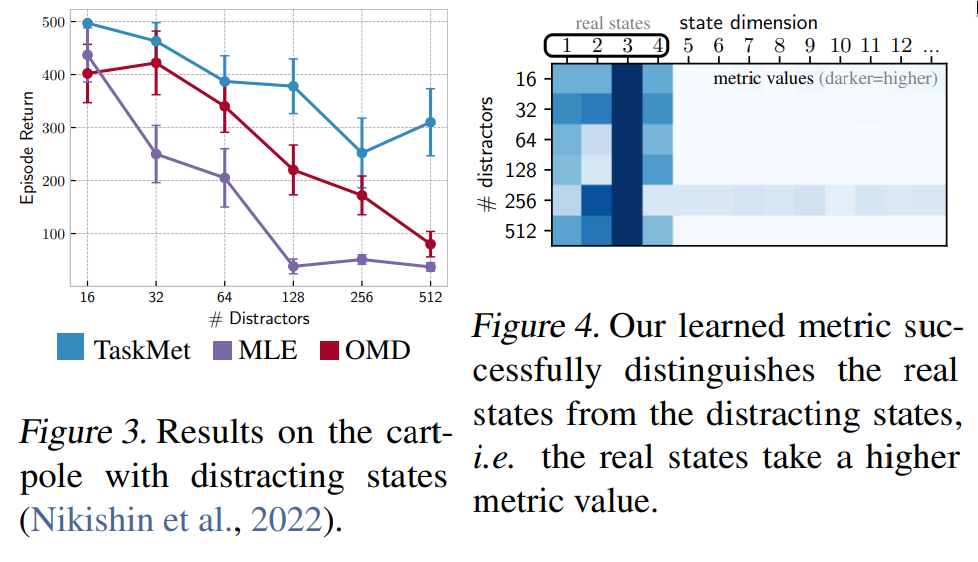 500
400
300
200
100
Episode Return
16 32 64 128 256 512
# Distractors
TaskMet MLE OMD
Figure 3. Results on the cart-
pole with distracting states
(Nikishin et al., 2022).
real states state dimension
1 2 3 4 5 6 7 8 9 10 11 12 ...
metric values (darker=higher)
# distractors
16
32
64
128
256
512
Figure 4. Our learned metric suc-
cessfully distinguishes the real
states from the distracting states,
i.e. the real states take a higher
metric value.